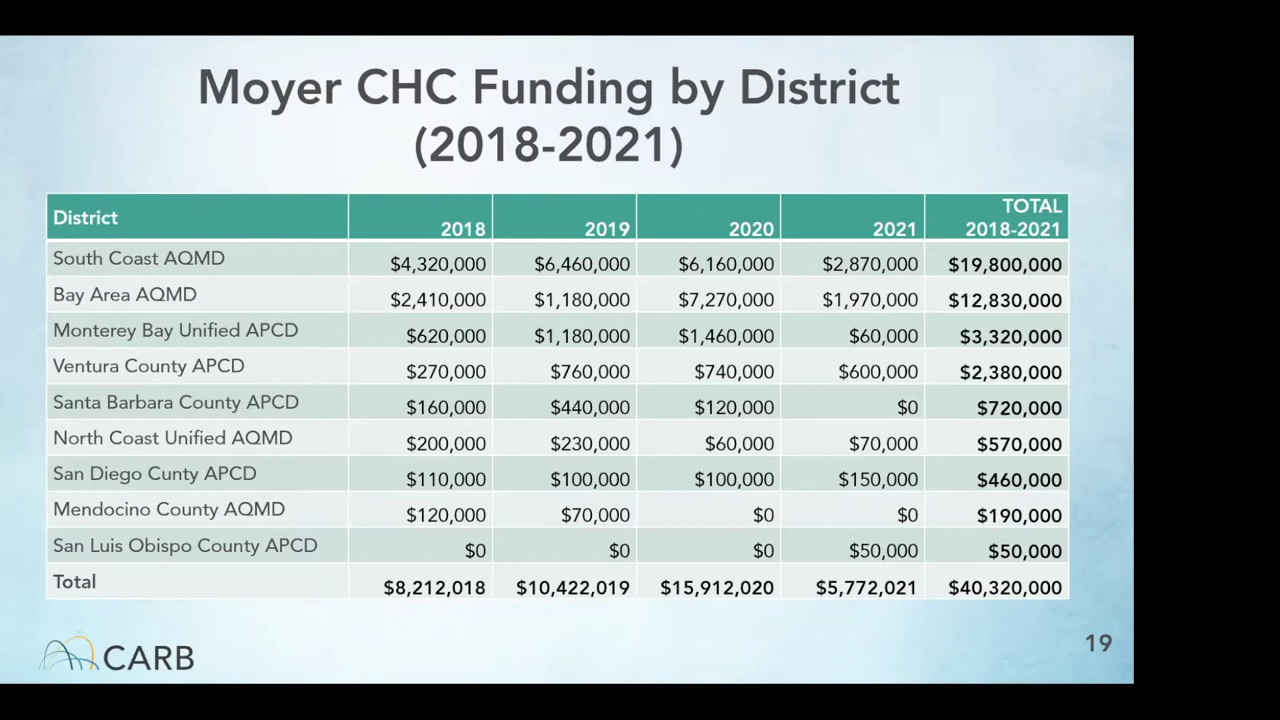 Moyer CHC Funding by District
(2018-2021)
District 2018 2019 2020 2021 TOTAL 2018-2021
South Coast AQMD $4,320,000 $6,460,000 $6,160,000 $2,870,000 $19,800,000
Bay Area AQMD $2,410,000 $1,180,000 $7,270,000 $1,970,000 $12,830,000
Monterey Bay Unified APCD $620,000 $1,180,000 $1,460,000 $60,000 $3,320,000
Ventura County APCD $270,000 $760,000 $740,000 $600,000 $2,380,000
Santa Barbara County APCD $160,000 $440,000 $120,000 $0 $720,000
North Coast Unified AQMD $200,000 $230,000 $60,000 $70,000 $570,000
San Diego Cunty APCD $110,000 $100,000 $100,000 $150,000 $460,000
Mendocino County AQMD $120,000 $70,000 $0 $0 $190,000
San Luis Obispo County APCD $0 $0 $0 $50,000 $50,000
Total $8,212,018 $10,422,019 $15,912,020 $5,772,021 $40,320,000
CARB
19